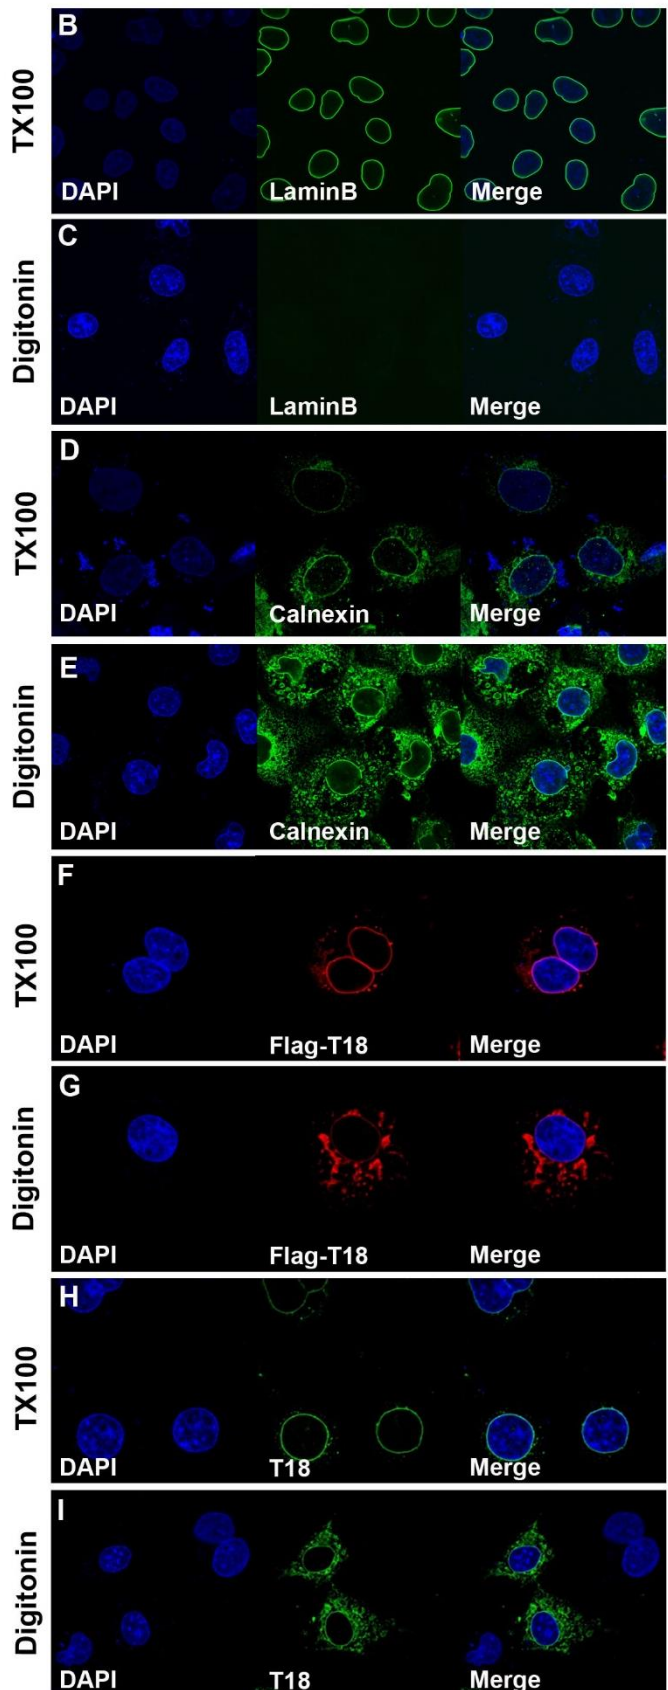 B
TX100
DAPI LaminB Merge
C
Digitonin
DAPI LaminB Merge
D
TX100
DAPI Calnexin Merge
E
Digitonin
DAPI Calnexin Merge
F
TX100
DAPI Flag-T18 Merge
G
Digitonin
DAPI Flag-T18 Merge
H
TX100
DAPI T18 Merge
I
Digitonin
DAPI T18 Merge